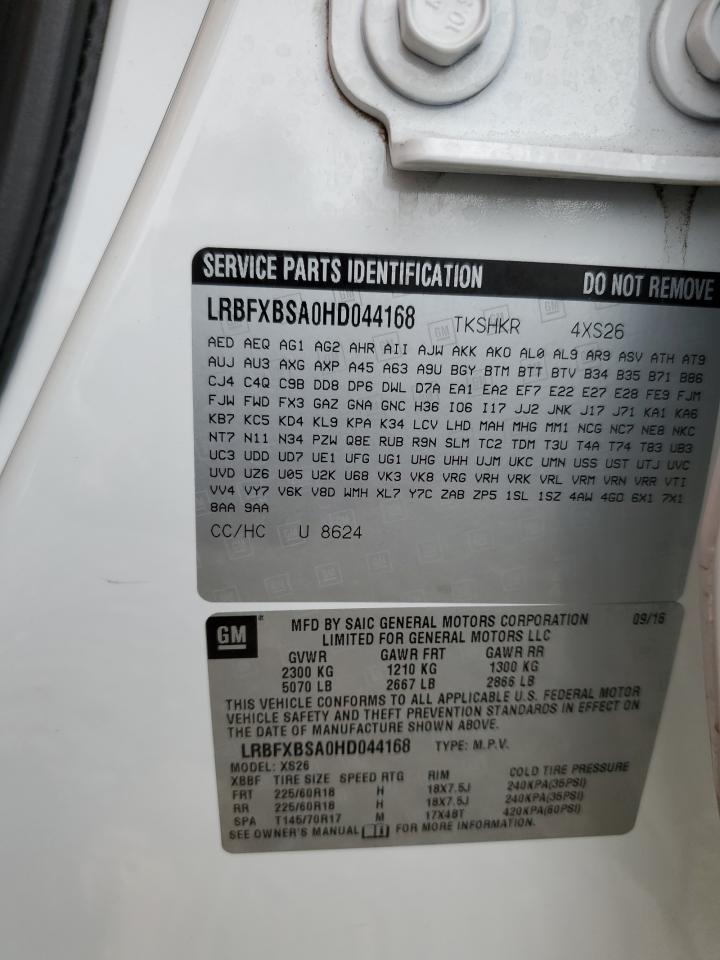 SERVICE PARTS IDENTIFICATION DO NOT REMOVE
LRBFXBSA0HD044168 TKSHKR 4XS26
AED AEQ AG1 AG2 AHR AII AJW AKK AKO AL0 AL9 AR9 ASV ATH AT9
AUJ AU3 AXG AXP A45 A63 A9U BGY BTM BTT BTV B34 B35 B71 B86
CJ4 C4Q C9B DD8 DP6 DWL D7A EA1 EA2 EF7 E22 E27 E28 FE9 FJM
FJW FWD FX3 GAZ GNA GNC H36 I06 I17 JJ2 JNK J17 J71 KA1 KA6
KB7 KC5 KD4 KL9 KPA K34 LCV LHD MAH MHG MM1 NCG NC7 NE8 NKC
NT7 N11 N34 PZW Q8E RUB R9N SLM TC2 TDM T3U T4A T74 T83 UB3
UC3 UDD UD7 UE1 UFG UG1 UHG UHH UJM UKC UMN USS UST UTJ UVC
UVD UZ6 U05 U2K U68 VK3 VK8 VRG VRH VRK VRL VRM VRN VRR VTI
VV4 VY7 V6K V8D WMH XL7 Y7C ZAB ZP5 1SL 1SZ 4AW 4GO 6X1 7X1
8AA 9AA
CC/HC U 8624
GM
MFD BY SAIC GENERAL MOTORS CORPORATION 09/16
LIMITED FOR GENERAL MOTORS LLC
GVWR GAWR FRT GAWR RR
2300 KG 1210 KG 1300 KG
5070 LB 2667 LB 2866 LB
THIS VEHICLE CONFORMS TO ALL APPLICABLE U.S. FEDERAL MOTOR
VEHICLE SAFETY AND THEFT PREVENTION STANDARDS IN EFFECT ON
THE DATE OF MANUFACTURE SHOWN ABOVE.
LRBFXBSA0HD044168 TYPE: M.P.V.
MODEL: XS26
XBBF TIRE SIZE SPEED RTG RIM COLD TIRE PRESSURE
FRT 225/60R18 H 18X7.5J 240KPA(35PSI)
RR 225/60R18 H 18X7.5J 240KPA(35PSI)
SPA T145/70R17 M 17X4BT 420KPA(60PSI)
SEE OWNER'S MANUAL FOR MORE INFORMATION.